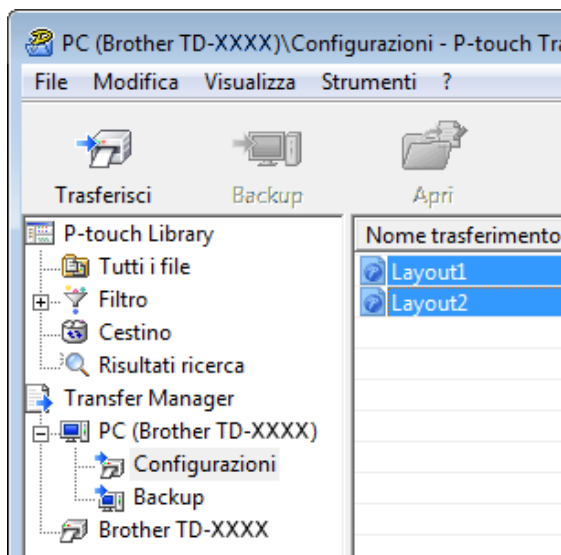 PC (Brother TD-XXXX)\Configurazioni - P-touch Tra
File Modifica Visualizza Strumenti ?
Trasferisci Backup Apri
P-touch Library
Nome trasferimento
Tutti i file
Layout1
Filtro
Layout2
Cestino
Risultati ricerca
Transfer Manager
PC (Brother TD-XXXX)
Configurazioni
Backup
Brother TD-XXXX